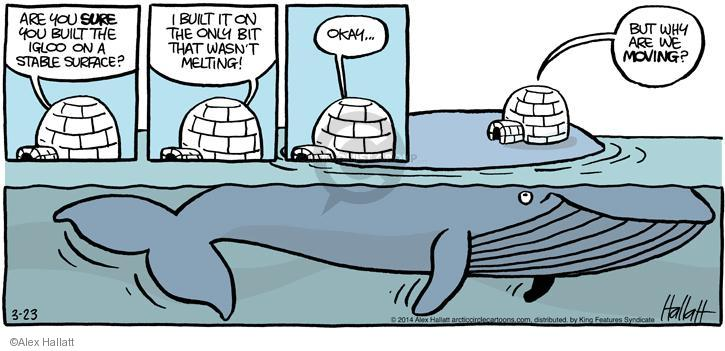 ARE YOU SURE
YOU BUILT THE
IGLOO ON A
STABLE SURFACE?
I BUILT IT ON
THE ONLY BIT
THAT WASN'T
MELTING!
OKAY...
BUT WHY
ARE WE
MOVING?
3-23
© 2014 Alex Hallatt arcticcirclecartoons.com, distributed. by King Features Syndicate
Hallatt
©Alex Hallatt